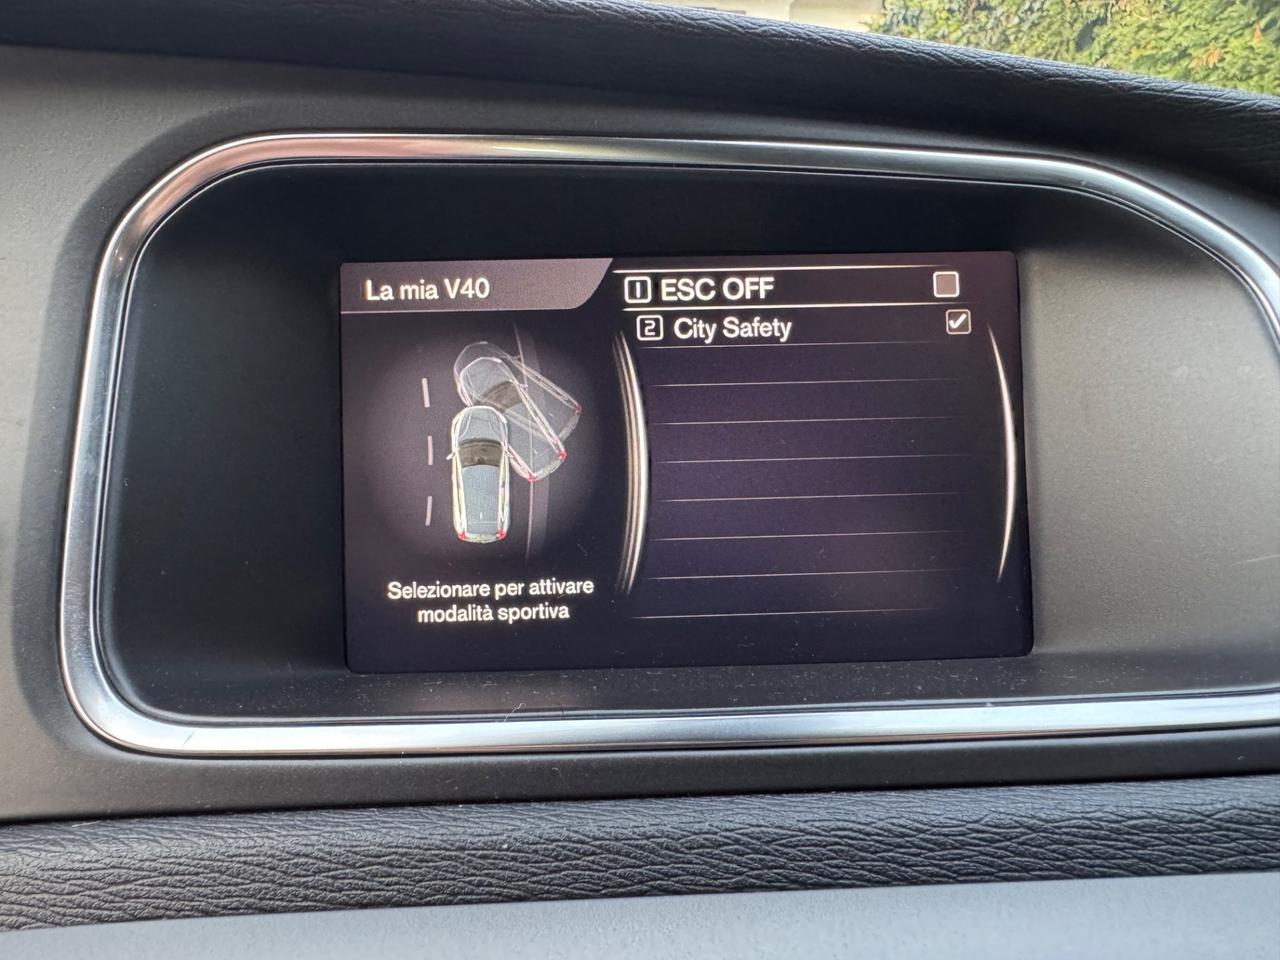 La mia V40
1 ESC OFF
2 City Safety
Selezionare per attivare
modalità sportiva